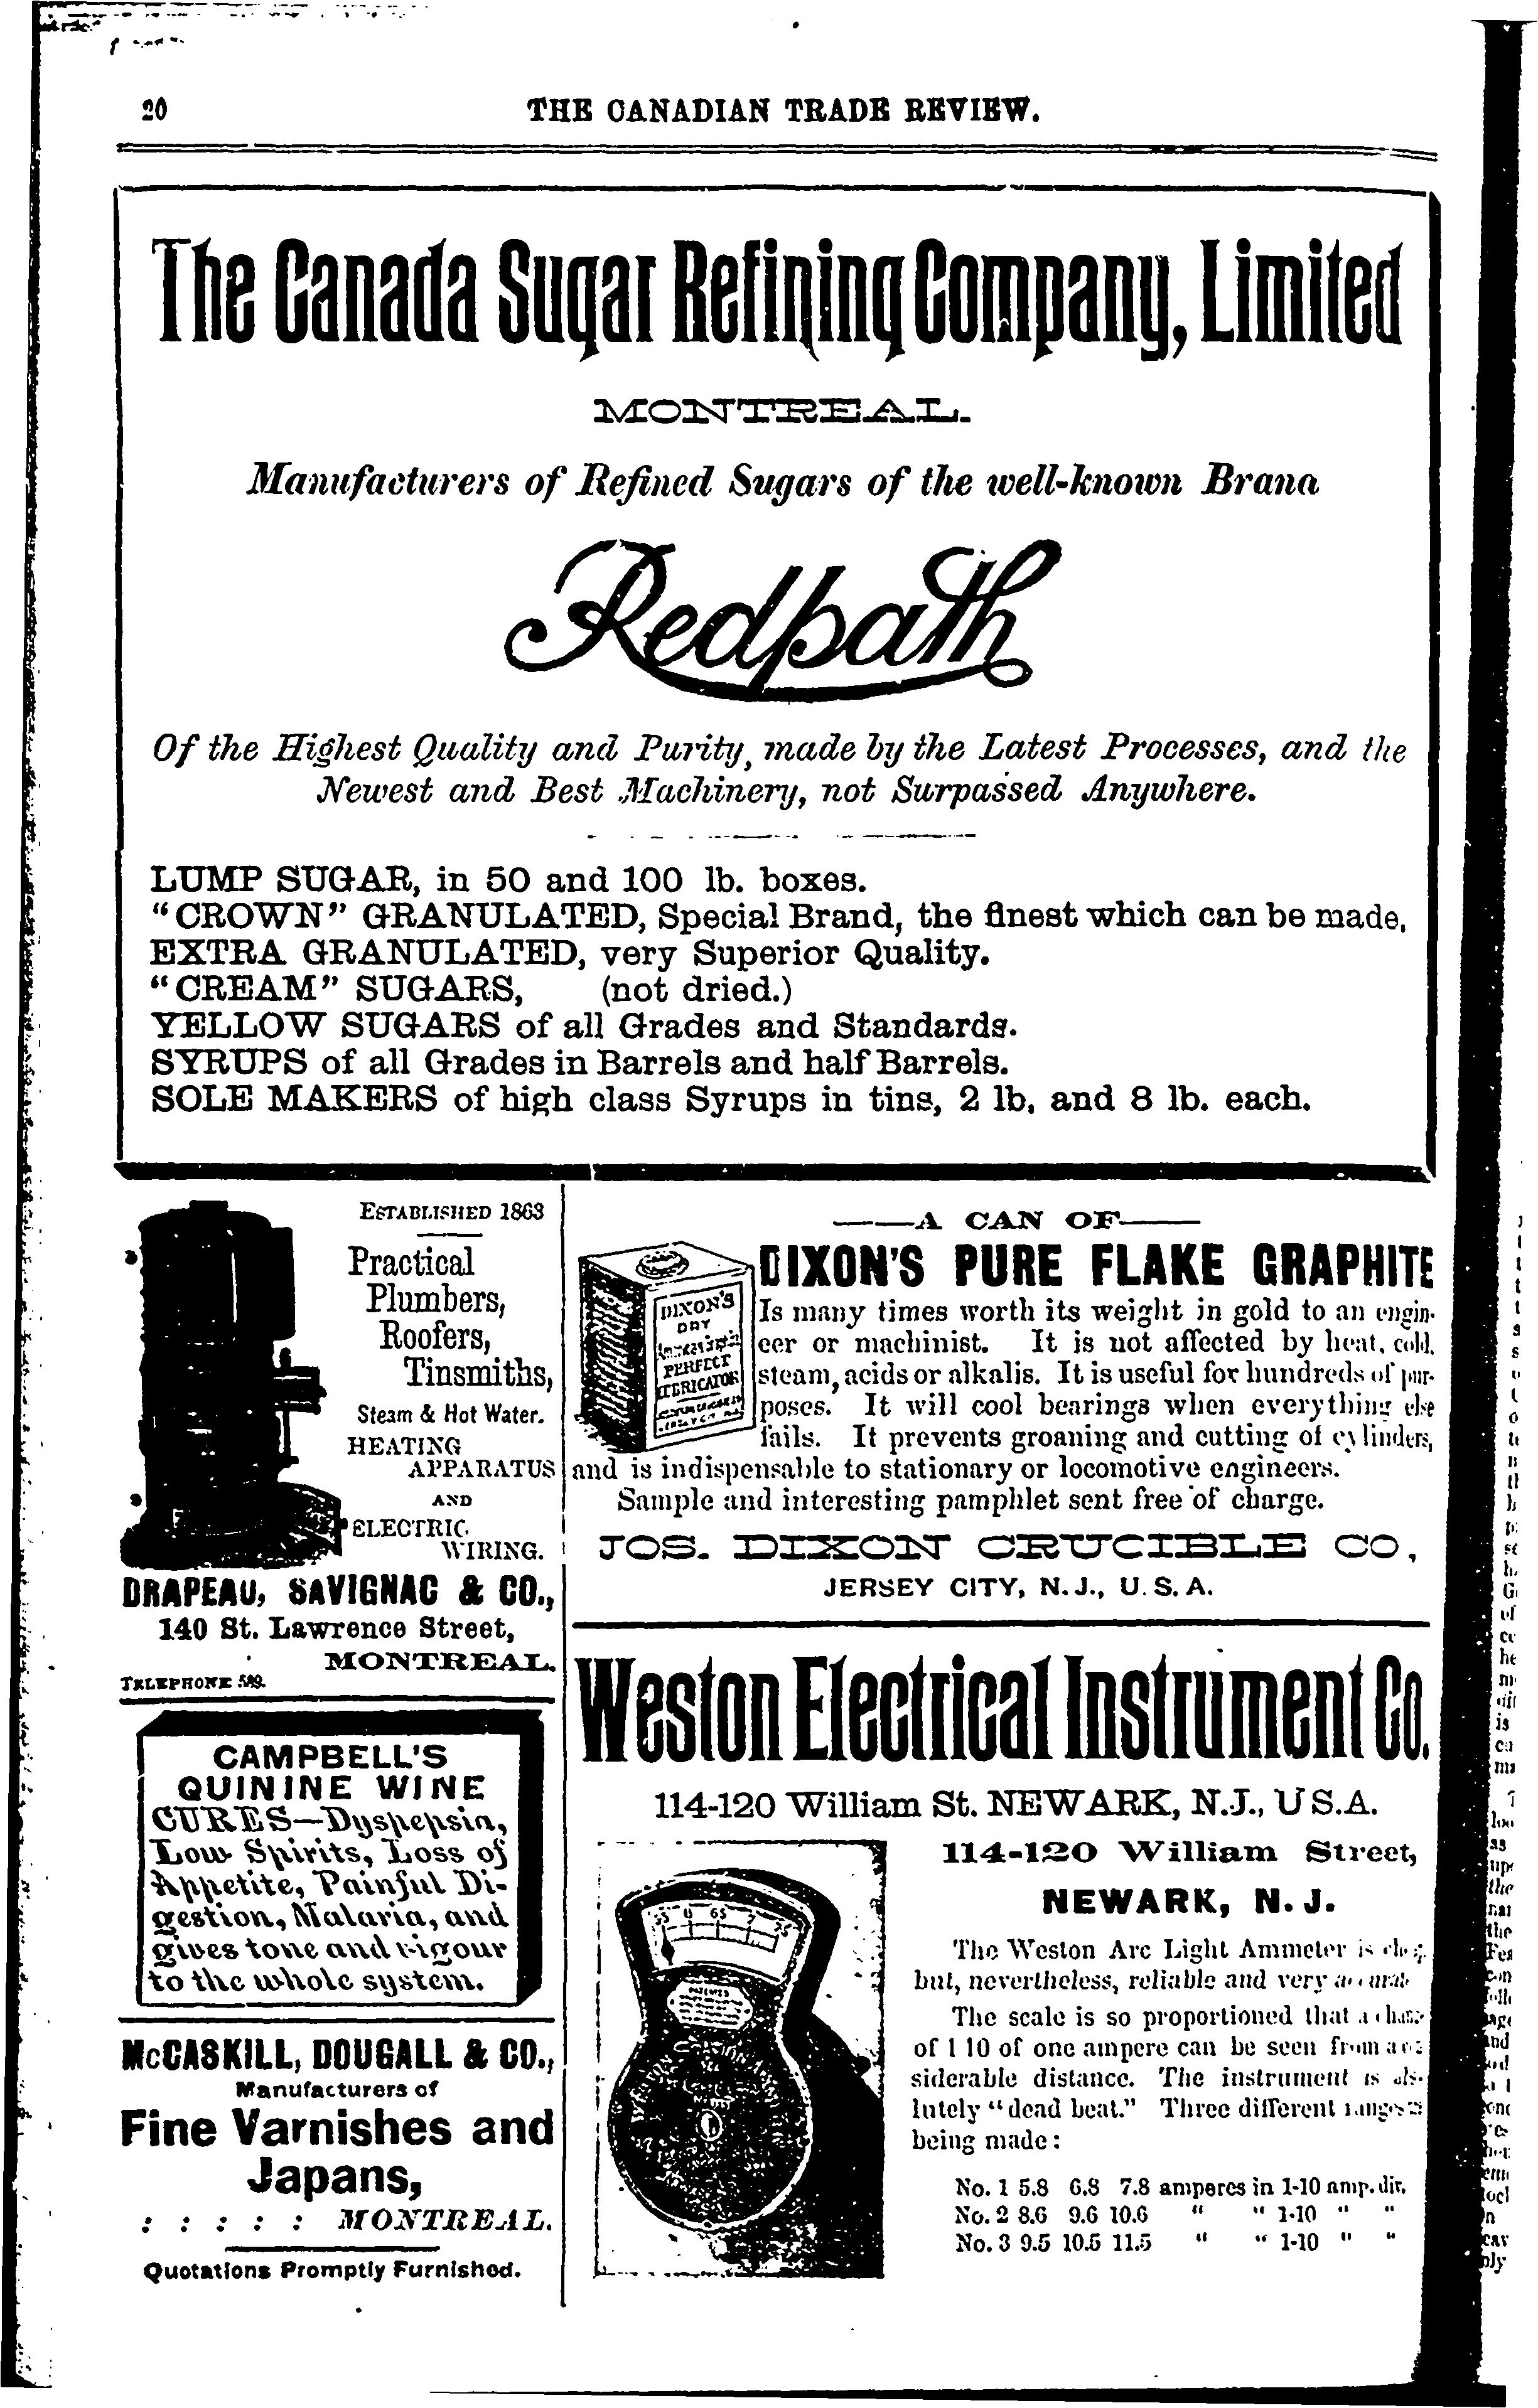 20
THE CANADIAN TRADE REVIEW.
The Canada Sugar Refining Company, Limited
MONTREAL.
Manufacturers of Refined Sugars of the well-known Brand
Redpath
Of the Highest Quality and Purity, made by the Latest Processes, and the
Newest and Best Machinery, not Surpassed Anywhere.
LUMP SUGAR, in 50 and 100 lb. boxes.
"CROWN" GRANULATED, Special Brand, the finest which can be made.
EXTRA GRANULATED, very Superior Quality.
"CREAM" SUGARS, (not dried.)
YELLOW SUGARS of all Grades and Standards.
SYRUPS of all Grades in Barrels and half Barrels.
SOLE MAKERS of high class Syrups in tins, 2 lb. and 8 lb. each.
ESTABLISHED 1863
Practical
Plumbers,
Roofers,
Tinsmiths,
Steam & Hot Water.
HEATING
APPARATUS
AND
ELECTRIC
WIRING.
DRAPEAU, SAVIGNAC & CO.,
140 St. Lawrence Street,
MONTREAL.
TELEPHONE 589.
CAMPBELL'S
QUININE WINE
CURES—Dyspepsia,
Low Spirits, Loss of
Appetite, Painful Di-
gestion, Malaria, and
gives tone and vigour
to the whole system.
McCASKILL, DOUGALL & CO.,
Manufacturers of
Fine Varnishes and
Japans,
: : : : : MONTREAL.
Quotations Promptly Furnished.
——A CAN OF——
DIXON'S PURE FLAKE GRAPHITE
DIXON'S
DRY
PERFECT
LUBRICATOR
Is many times worth its weight in gold to an engin-
eer or machinist. It is not affected by heat, cold,
steam, acids or alkalis. It is useful for hundreds of pur-
poses. It will cool bearings when everything else
fails. It prevents groaning and cutting of cylinders,
and is indispensable to stationary or locomotive engineers.
Sample and interesting pamphlet sent free of charge.
JOS. DIXON CRUCIBLE CO,
JERSEY CITY, N.J., U.S.A.
Weston Electrical Instrument Co.
114-120 William St. NEWARK, N.J., U S.A.
114-120 William Street,
NEWARK, N.J.
The Weston Arc Light Ammeter is
but, nevertheless, reliable and very accurate
The scale is so proportioned that a
of 1 10 of one ampere can be seen from a
siderable distance. The instrument is abs-
lutely "dead beat." Three different ranges
being made:
No. 1 5.8 6.8 7.8 amperes in 1-10 amp. div.
No. 2 8.6 9.6 10.6 " " 1-10 " "
No. 3 9.5 10.5 11.5 " " 1-10 " "